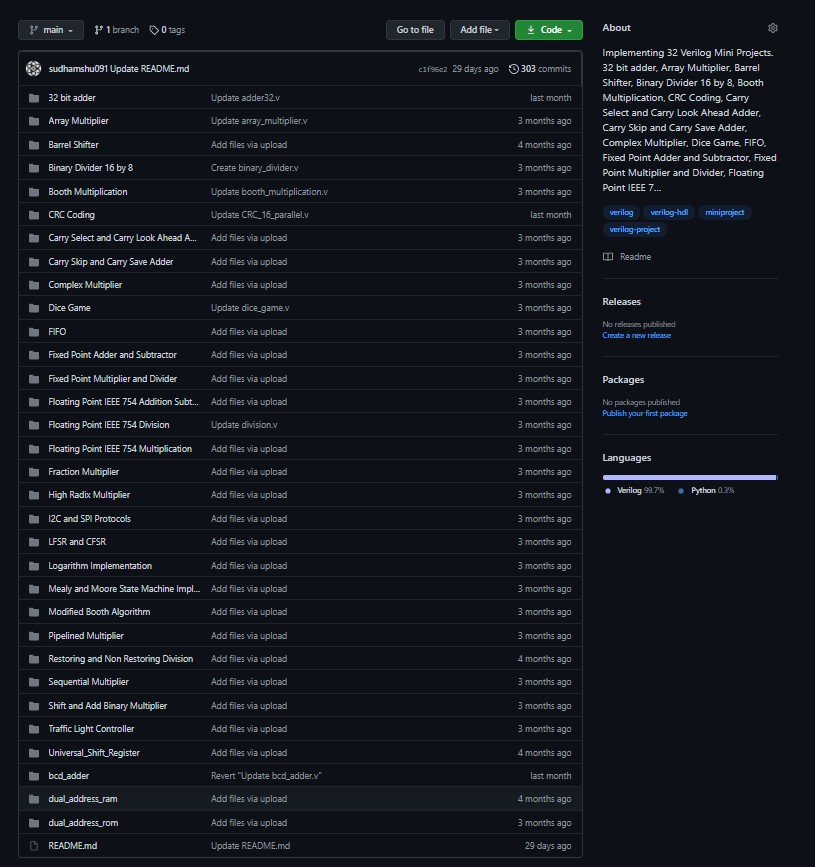 main
1 branch
0 tags
Go to file
Add file
Code
sudhamshu091 Update README.md
c1f96e2 29 days ago
303 commits
32 bit adder Update adder32.v last month
Array Multiplier Update array_multiplier.v 3 months ago
Barrel Shifter Add files via upload 4 months ago
Binary Divider 16 by 8 Create binary_divider.v 3 months ago
Booth Multiplication Update booth_multiplication.v 3 months ago
CRC Coding Update CRC_16_parallel.v last month
Carry Select and Carry Look Ahead A... Add files via upload 3 months ago
Carry Skip and Carry Save Adder Add files via upload 3 months ago
Complex Multiplier Add files via upload 3 months ago
Dice Game Update dice_game.v 3 months ago
FIFO Add files via upload 3 months ago
Fixed Point Adder and Subtractor Add files via upload 3 months ago
Fixed Point Multiplier and Divider Add files via upload 3 months ago
Floating Point IEEE 754 Addition Subt... Add files via upload 3 months ago
Floating Point IEEE 754 Division Update division.v 3 months ago
Floating Point IEEE 754 Multiplication Add files via upload 3 months ago
Fraction Multiplier Add files via upload 3 months ago
High Radix Multiplier Add files via upload 3 months ago
I2C and SPI Protocols Add files via upload 3 months ago
LFSR and CFSR Add files via upload 3 months ago
Logarithm Implementation Add files via upload 3 months ago
Mealy and Moore State Machine Impl... Add files via upload 3 months ago
Modified Booth Algorithm Add files via upload 3 months ago
Pipelined Multiplier Add files via upload 3 months ago
Restoring and Non Restoring Division Add files via upload 4 months ago
Sequential Multiplier Add files via upload 3 months ago
Shift and Add Binary Multiplier Add files via upload 3 months ago
Traffic Light Controller Add files via upload 3 months ago
Universal_Shift_Register Add files via upload 4 months ago
bcd_adder Revert "Update bcd_adder.v" last month
dual_address_ram Add files via upload 4 months ago
dual_address_rom Add files via upload 3 months ago
README.md Update README.md 29 days ago
About
Implementing 32 Verilog Mini Projects.
32 bit adder, Array Multiplier, Barrel
Shifter, Binary Divider 16 by 8, Booth
Multiplication, CRC Coding, Carry
Select and Carry Look Ahead Adder,
Carry Skip and Carry Save Adder,
Complex Multiplier, Dice Game, FIFO,
Fixed Point Adder and Subtractor, Fixed
Point Multiplier and Divider, Floating
Point IEEE 7...
verilog verilog-hdl miniproject
verilog-project
Readme
Releases
No releases published
Create a new release
Packages
No packages published
Publish your first package
Languages
Verilog 99.7% Python 0.3%